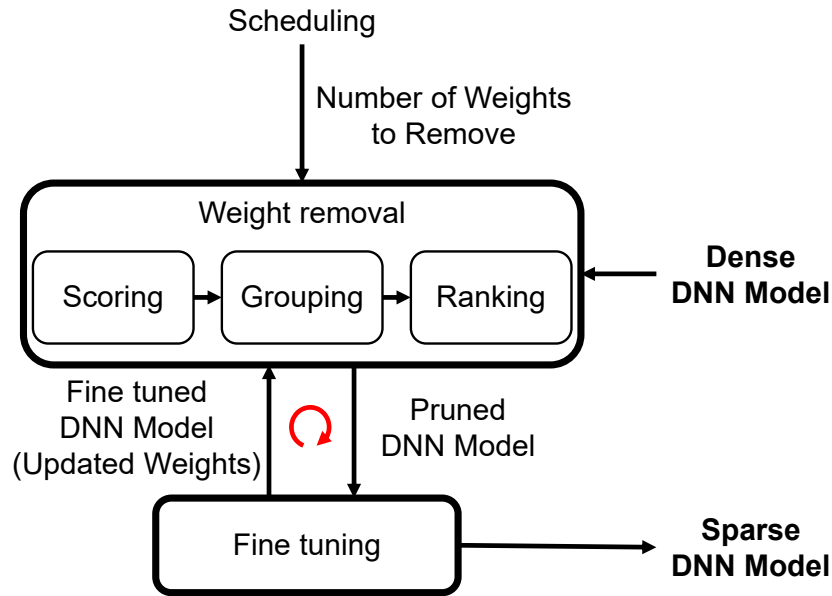 Scheduling
Number of Weights
to Remove
Weight removal
Scoring
Grouping
Ranking
Dense
DNN Model
Fine tuned
DNN Model
(Updated Weights)
Pruned
DNN Model
Fine tuning
Sparse
DNN Model